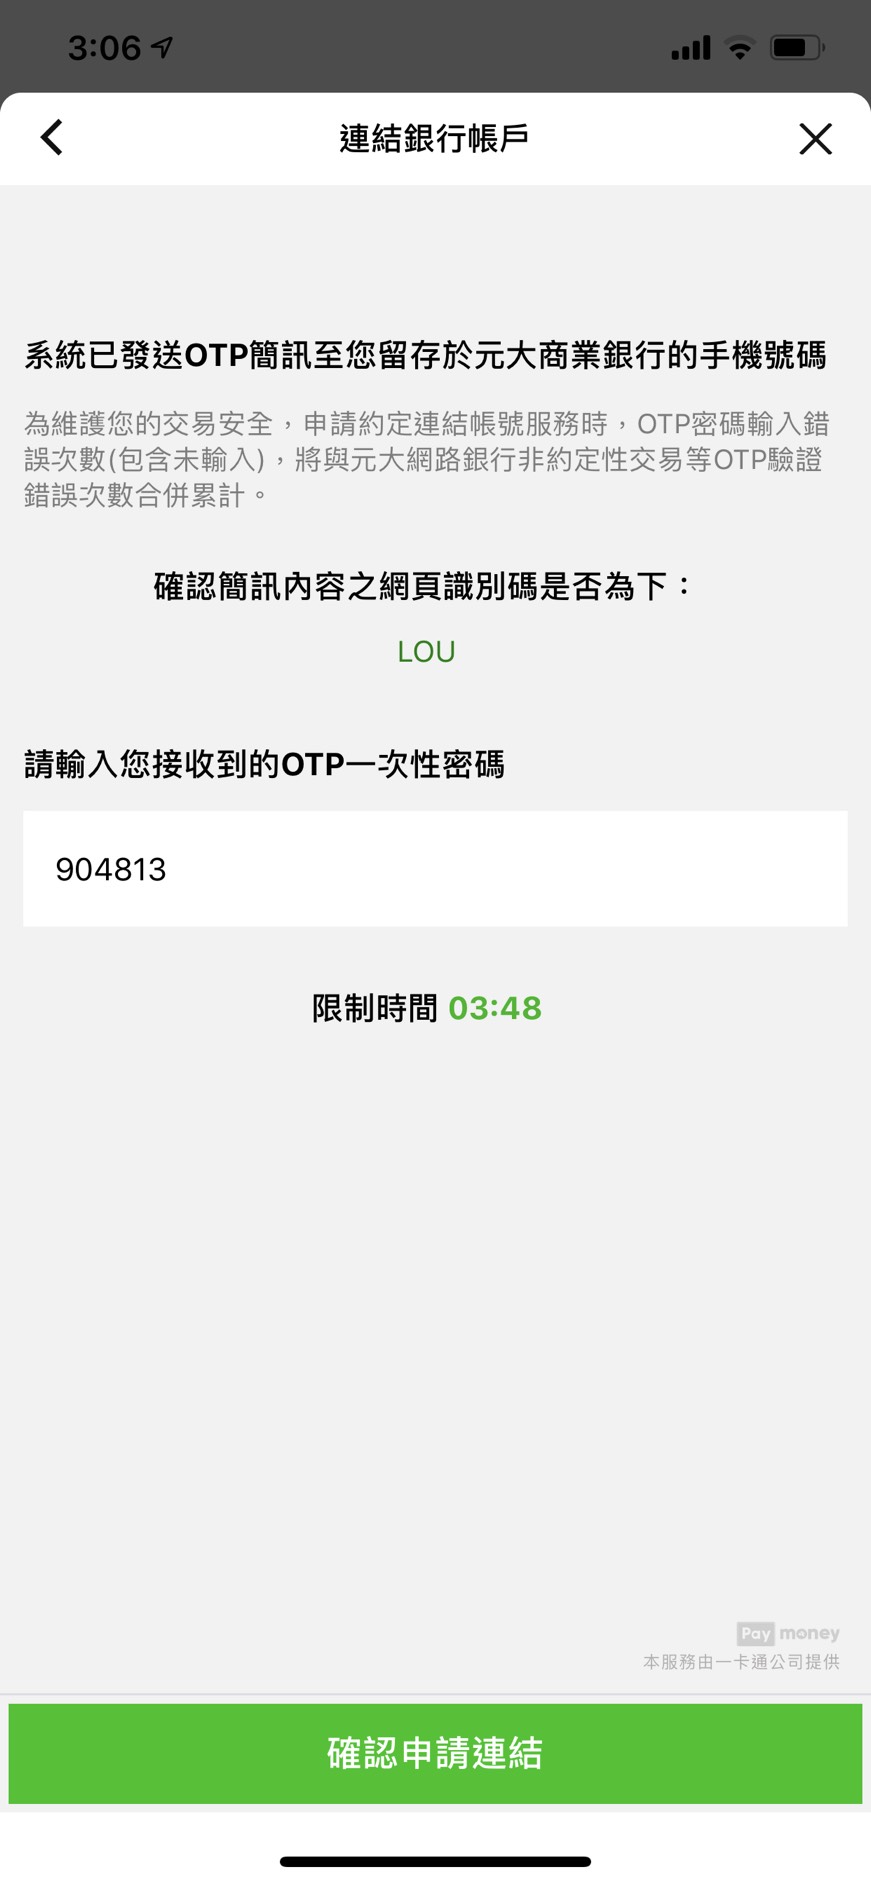 3:06
連結銀行帳戶
系統已發送OTP簡訊至您留存於元大商業銀行的手機號碼
為維護您的交易安全，申請約定連結帳號服務時，OTP密碼輸入錯
誤次數(包含未輸入)，將與元大網路銀行非約定性交易等OTP驗證
錯誤次數合併累計。
確認簡訊內容之網頁識別碼是否為下：
LOU
請輸入您接收到的OTP一次性密碼
904813
限制時間 03:48
Pay money
本服務由一卡通公司提供
確認申請連結